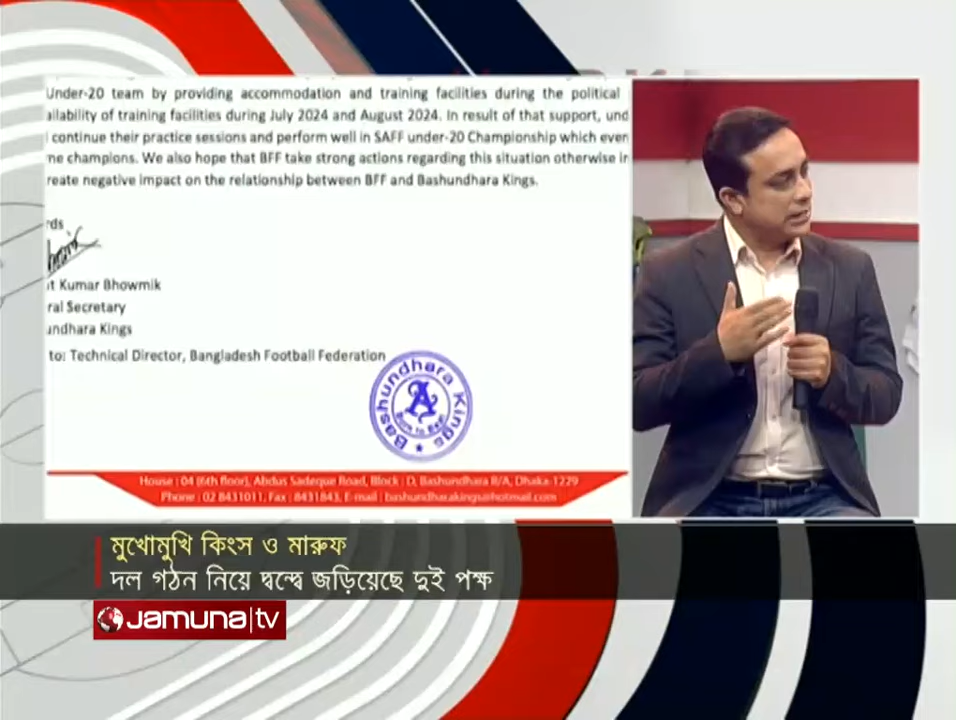 Under-20 team by providing accommodation and training facilities during the political
ailability of training facilities during July 2024 and August 2024. In result of that support, und
continue their practice sessions and perform well in SAFF under-20 Championship which even
ne champions. We also hope that BFF take strong actions regarding this situation otherwise in
reate negative impact on the relationship between BFF and Bashundhara Kings.
rds
t Kumar Bhowmik
ral Secretary
undhara Kings
to: Technical Director, Bangladesh Football Federation
Bashundhara Kings
House : 04 (6th floor), Abdus Sadeque Road, Block : D, Bashundhara R/A, Dhaka-1229
Phone : 02 8431011, Fax : 8431843, E-mail : bashundharakings@hotmail.com
মুখোমুখি কিংস ও মারুফ
দল গঠন নিয়ে দ্বন্দ্বে জড়িয়েছে দুই পক্ষ
Jamuna|tv